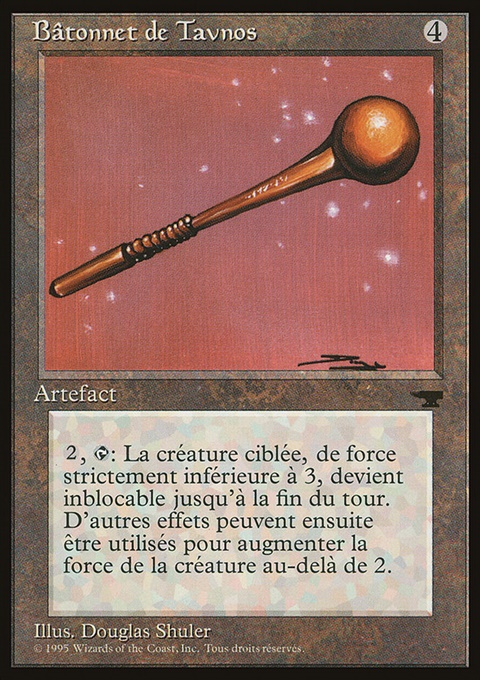 Bâtonnet de Tavnos
4
Artefact
2, : La créature ciblée, de force
strictement inférieure à 3, devient
inblocable jusqu'à la fin du tour.
D'autres effets peuvent ensuite
être utilisés pour augmenter la
force de la créature au-delà de 2.
Illus. Douglas Shuler
© 1995 Wizards of the Coast, Inc. Tous droits réservés.